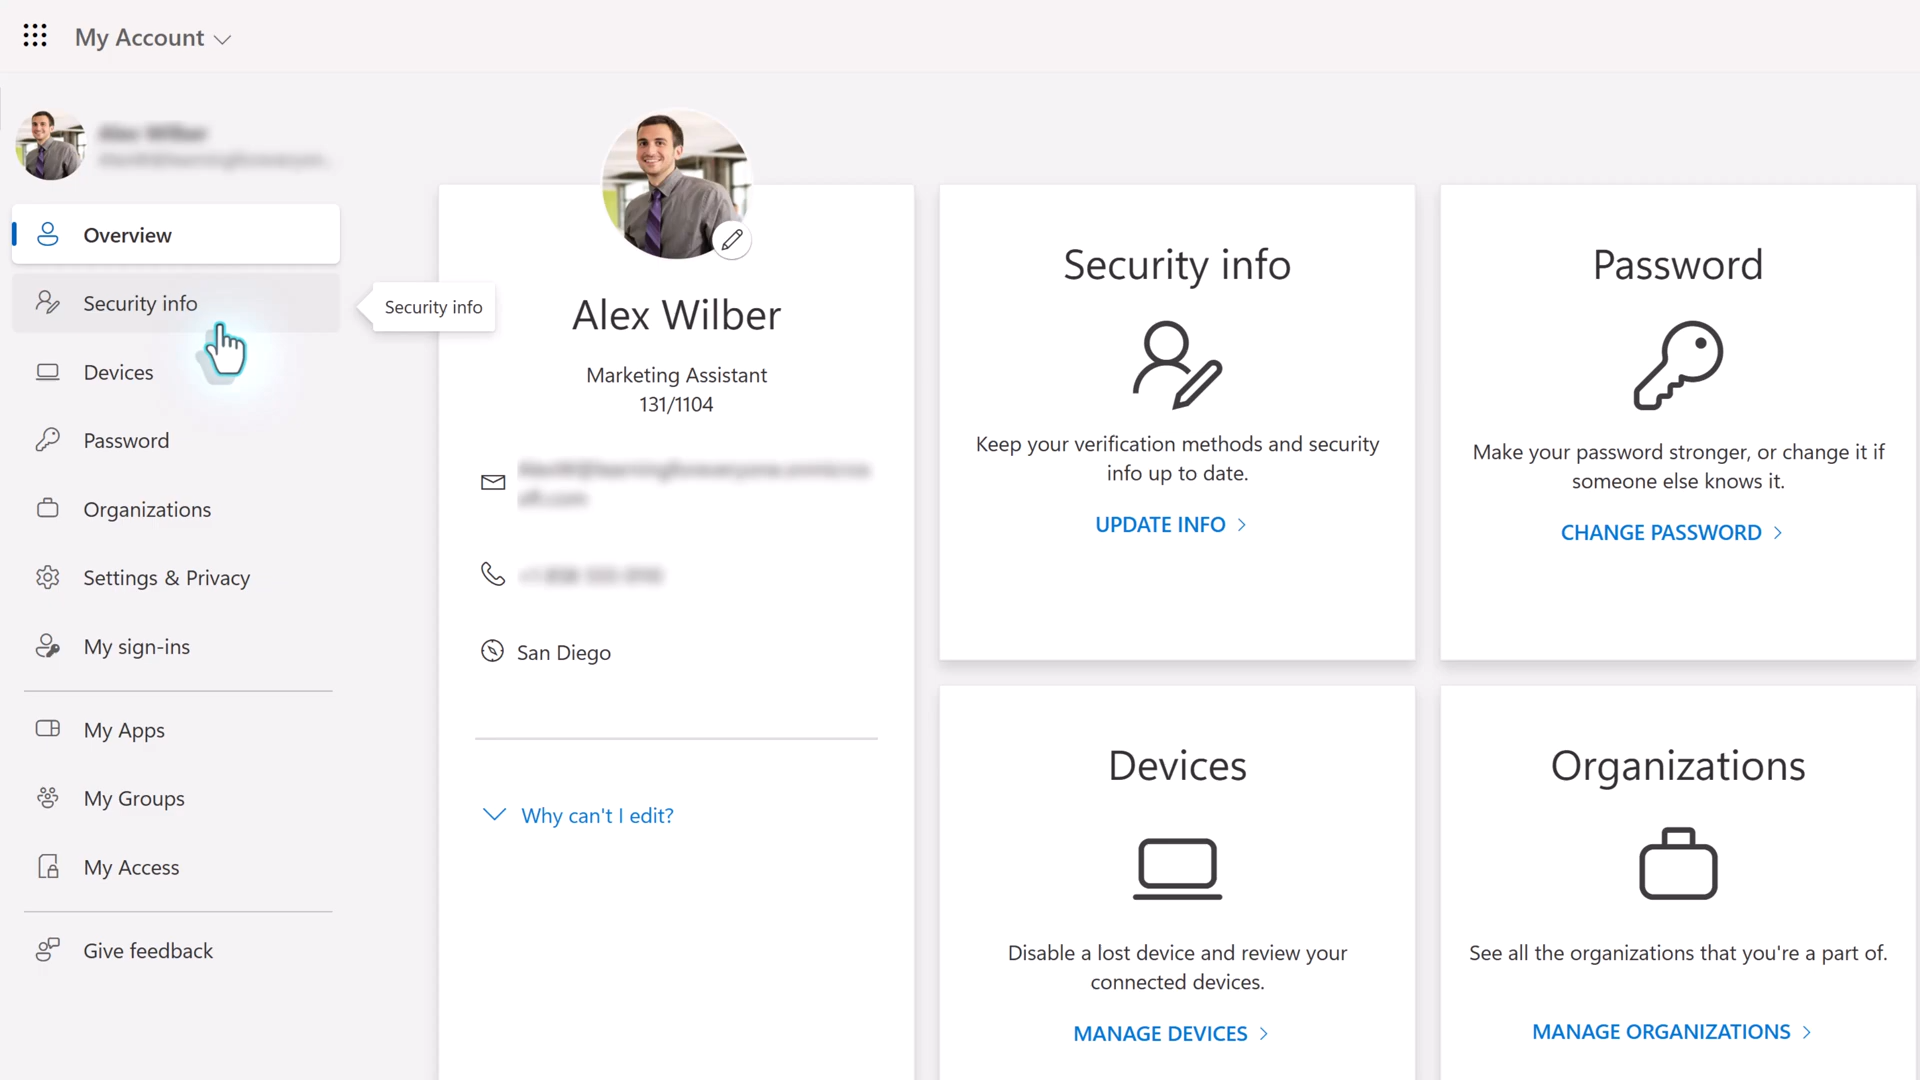 My Account
Overview
Security info
Devices
Password
Organizations
Settings & Privacy
My sign-ins
My Apps
My Groups
My Access
Give feedback
Security info
Alex Wilber
Marketing Assistant
131/1104
San Diego
Why can't I edit?
Security info
Keep your verification methods and security
info up to date.
UPDATE INFO
Password
Make your password stronger, or change it if
someone else knows it.
CHANGE PASSWORD
Devices
Disable a lost device and review your
connected devices.
MANAGE DEVICES
Organizations
See all the organizations that you're a part of.
MANAGE ORGANIZATIONS